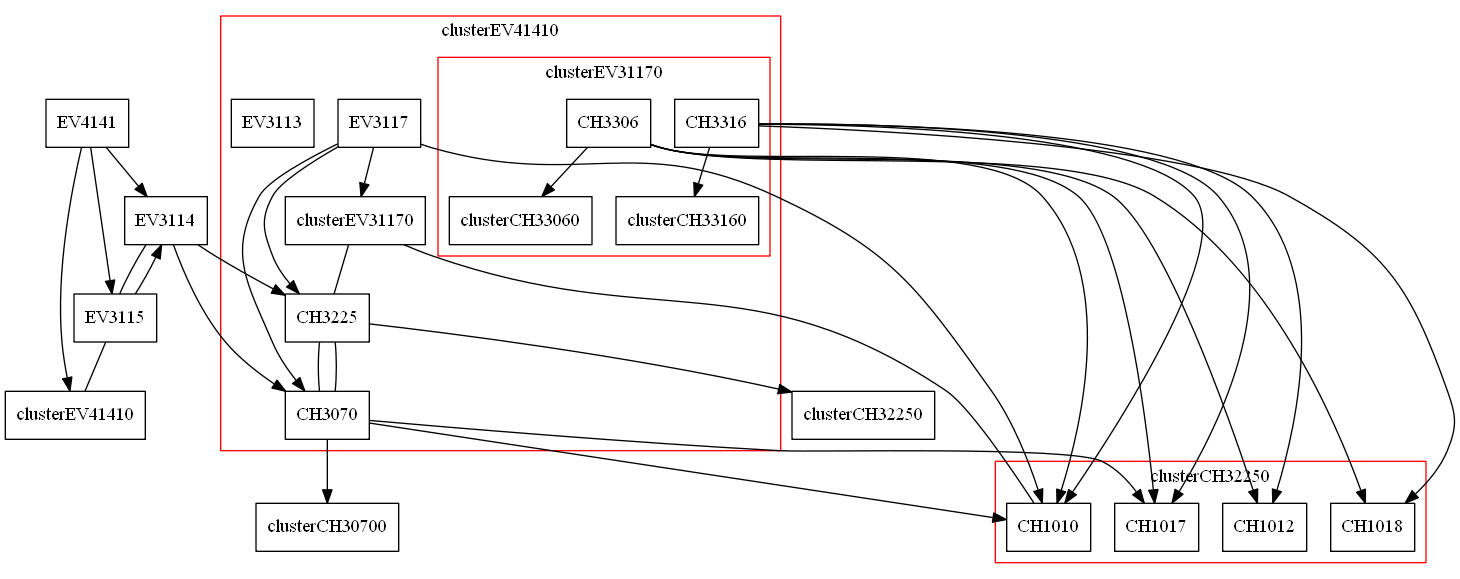 clusterEV41410
clusterEV31170
EV4141
EV3113
EV3117
CH3306
CH3316
EV3114
clusterEV31170
clusterCH33060
clusterCH33160
EV3115
CH3225
clusterEV41410
CH3070
clusterCH32250
clusterCH32250
clusterCH30700
CH1010
CH1017
CH1012
CH1018